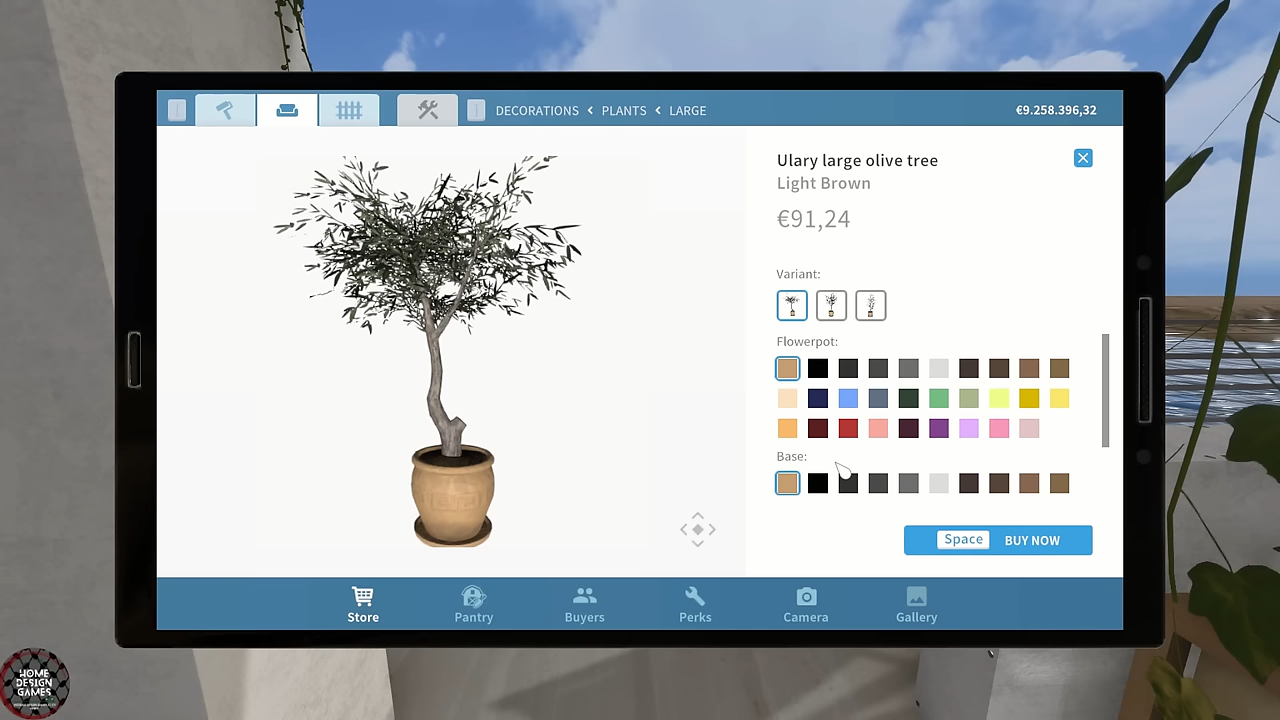 DECORATIONS < PLANTS < LARGE
€9.258.396,32
Ulary large olive tree
Light Brown
€91,24
Variant:
Flowerpot:
Base:
Space BUY NOW
Store
Pantry
Buyers
Perks
Camera
Gallery
HOME
DESIGN
GAMES